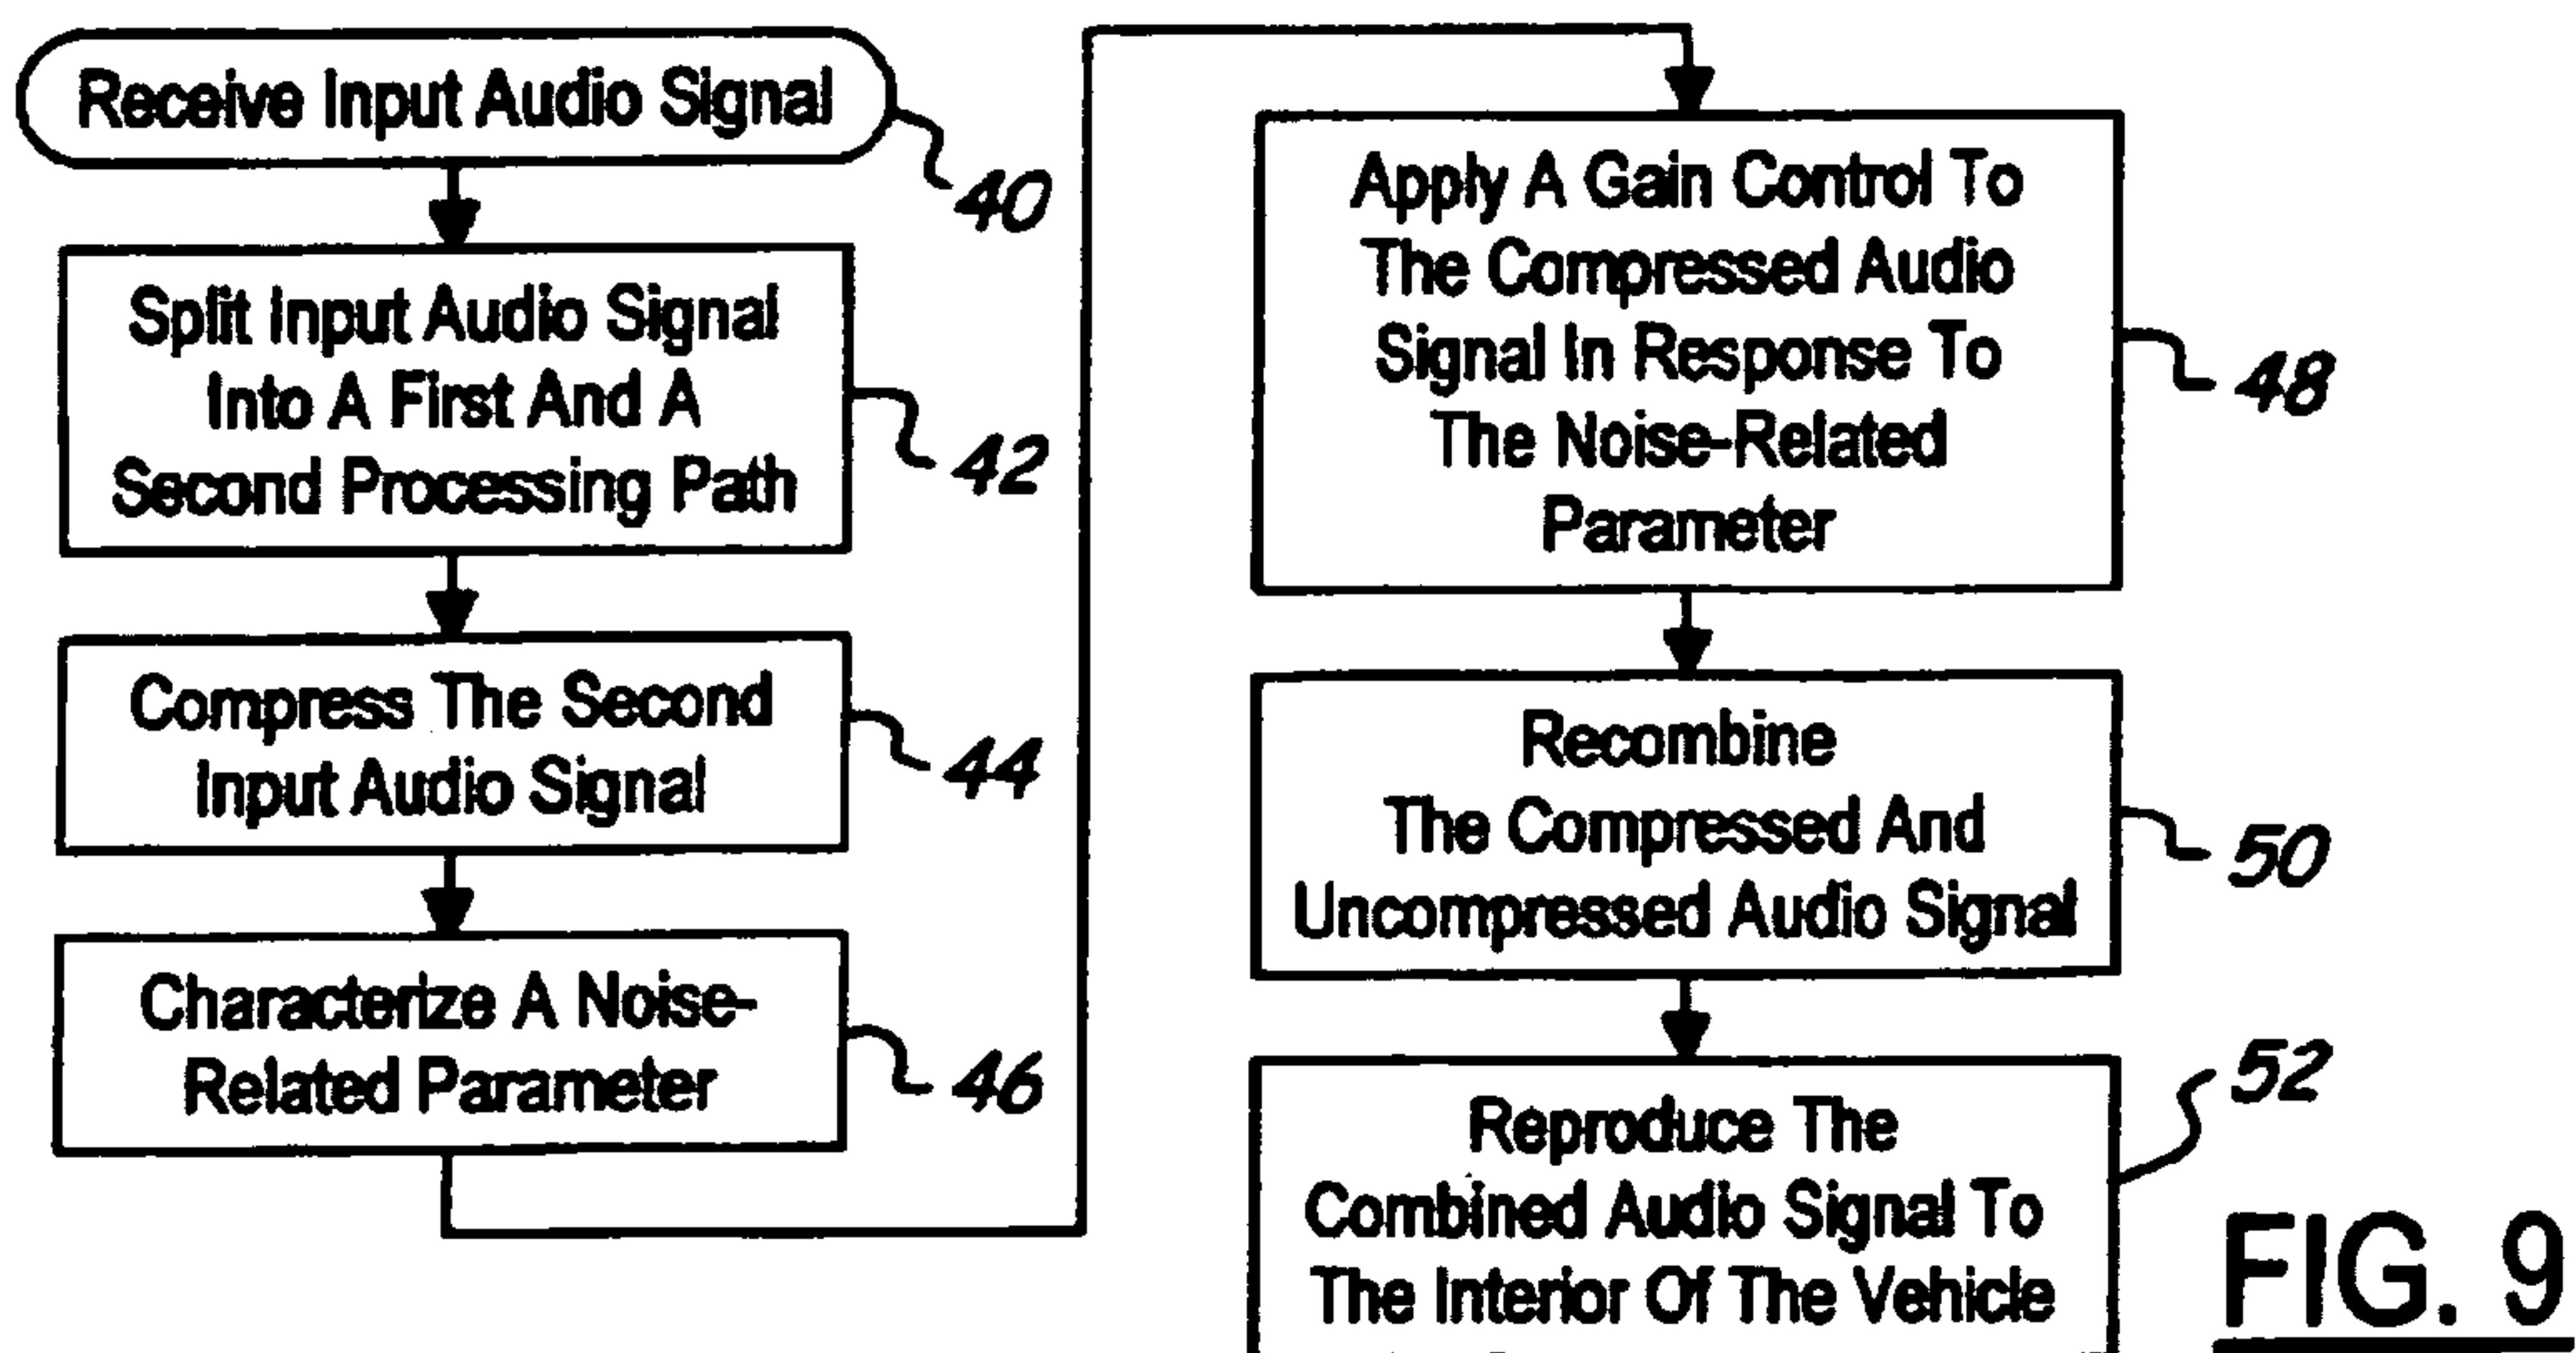 Receive Input Audio Signal
40
Split Input Audio Signal
Into A First And A
Second Processing Path
42
Compress The Second
Input Audio Signal
44
Characterize A Noise-
Related Parameter
46
Apply A Gain Control To
The Compressed Audio
Signal In Response To
The Noise-Related
Parameter
48
Recombine
The Compressed And
Uncompressed Audio Signal
50
Reproduce The
Combined Audio Signal To
The Interior Of The Vehicle
52
FIG. 9